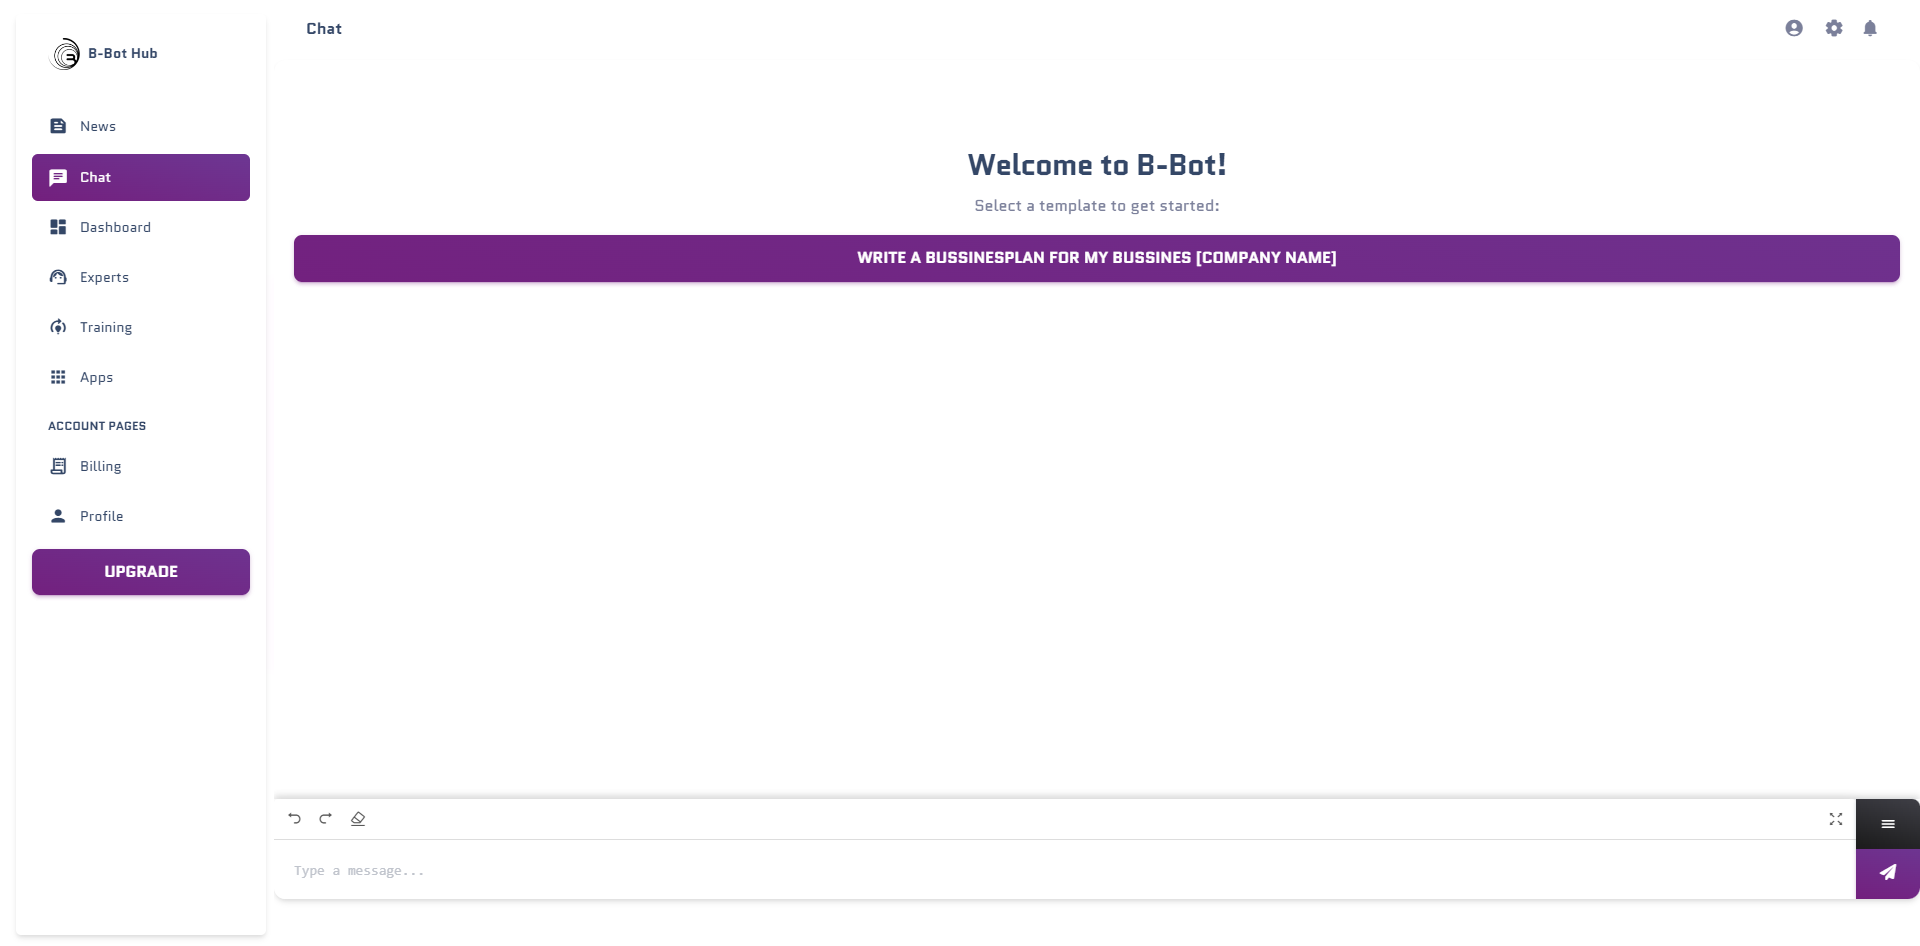 B-Bot Hub
News
Chat
Dashboard
Experts
Training
Apps
ACCOUNT PAGES
Billing
Profile
UPGRADE
Chat
Welcome to B-Bot!
Select a template to get started:
WRITE A BUSSINESPLAN FOR MY BUSSINES [COMPANY NAME]
Type a message...